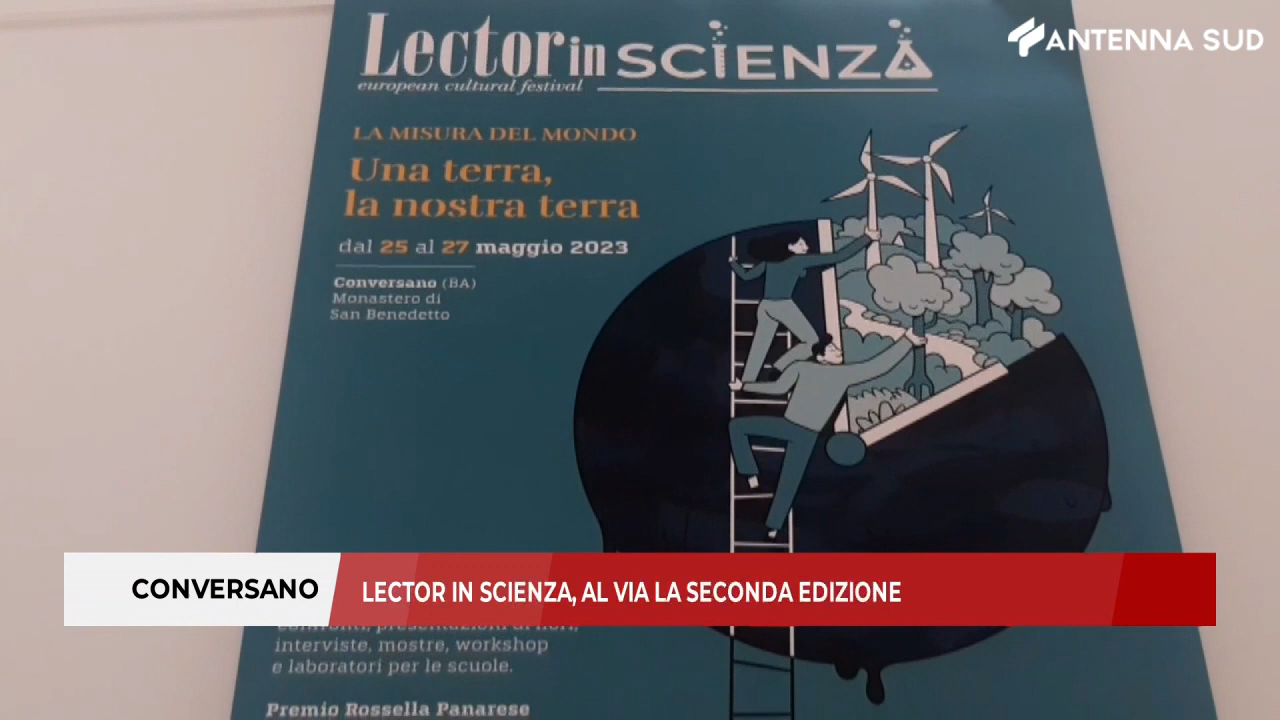 Lector in SCIENZA
european cultural festival
ANTENNA SUD
LA MISURA DEL MONDO
Una terra,
la nostra terra
dal 25 al 27 maggio 2023
Conversano (BA)
Monastero di
San Benedetto
CONVERSANO
LECTOR IN SCIENZA, AL VIA LA SECONDA EDIZIONE
interviste, mostre, workshop
e laboratori per le scuole.
Premio Rossella Panarese